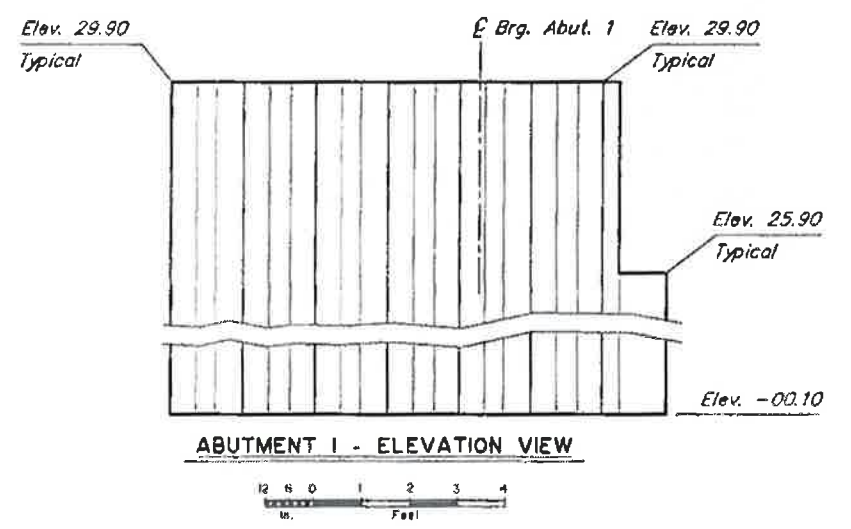 Elev. 29.90
Typical
℄ Brg. Abut. 1
Elev. 29.90
Typical
Elev. 25.90
Typical
Elev. -00.10
ABUTMENT 1 - ELEVATION VIEW
12 6 0 1 2 3 4
In. Feet